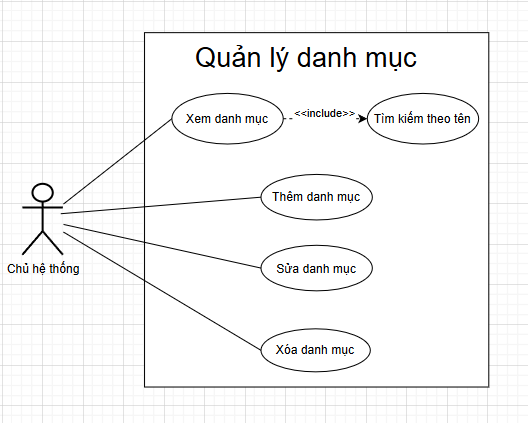 Quản lý danh mục
Xem danh mục
<<include>>
Tìm kiếm theo tên
Thêm danh mục
Chủ hệ thống
Sửa danh mục
Xóa danh mục